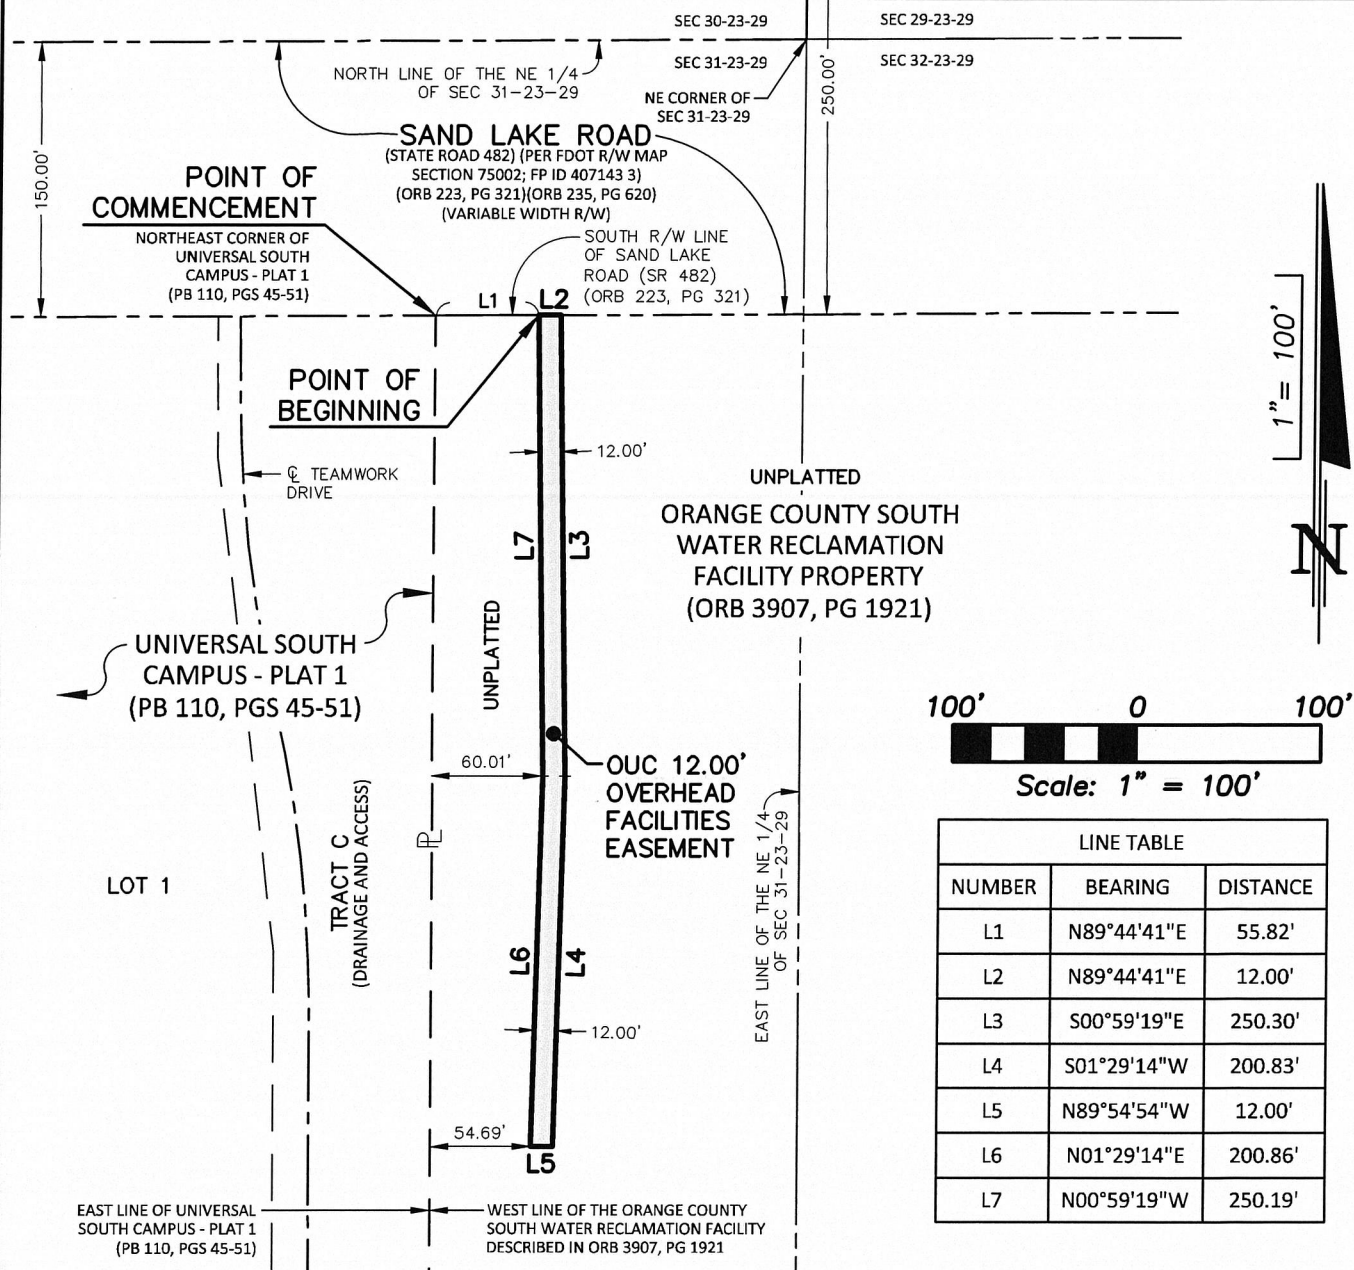 SEC 30-23-29
SEC 29-23-29
SEC 31-23-29
SEC 32-23-29
NORTH LINE OF THE NE 1/4
OF SEC 31-23-29
NE CORNER OF
SEC 31-23-29
250.00'
150.00'
SAND LAKE ROAD
(STATE ROAD 482) (PER FDOT R/W MAP
SECTION 75002; FP ID 407143 3)
(ORB 223, PG 321)(ORB 235, PG 620)
(VARIABLE WIDTH R/W)
POINT OF
COMMENCEMENT
NORTHEAST CORNER OF
UNIVERSAL SOUTH
CAMPUS - PLAT 1
(PB 110, PGS 45-51)
SOUTH R/W LINE
OF SAND LAKE
ROAD (SR 482)
(ORB 223, PG 321)
L1
L2
1"= 100'
N
POINT OF
BEGINNING
12.00'
℄ TEAMWORK
DRIVE
UNPLATTED
ORANGE COUNTY SOUTH
WATER RECLAMATION
FACILITY PROPERTY
(ORB 3907, PG 1921)
L7
L3
UNPLATTED
UNIVERSAL SOUTH
CAMPUS - PLAT 1
(PB 110, PGS 45-51)
100' 0 100'
Scale: 1" = 100'
60.01'
OUC 12.00'
OVERHEAD
FACILITIES
EASEMENT
PL
LOT 1
TRACT C
(DRAINAGE AND ACCESS)
EAST LINE OF THE NE 1/4
OF SEC 31-23-29
L6
L4
12.00'
54.69'
L5
EAST LINE OF UNIVERSAL
SOUTH CAMPUS - PLAT 1
(PB 110, PGS 45-51)
WEST LINE OF THE ORANGE COUNTY
SOUTH WATER RECLAMATION FACILITY
DESCRIBED IN ORB 3907, PG 1921
LINE TABLE
NUMBER BEARING DISTANCE
L1 N89°44'41"E 55.82'
L2 N89°44'41"E 12.00'
L3 S00°59'19"E 250.30'
L4 S01°29'14"W 200.83'
L5 N89°54'54"W 12.00'
L6 N01°29'14"E 200.86'
L7 N00°59'19"W 250.19'